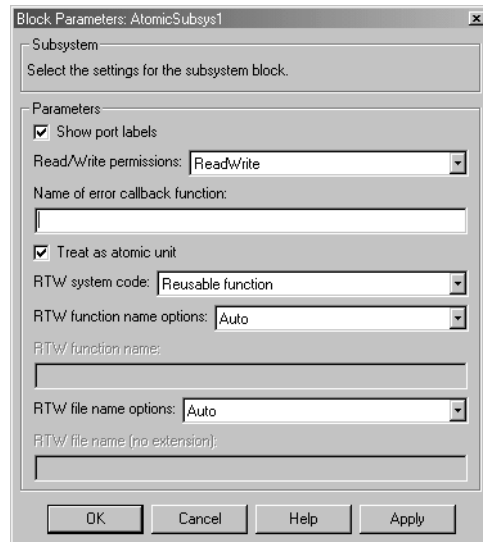 Block Parameters: AtomicSubsys1
Subsystem
Select the settings for the subsystem block.
Parameters
Show port labels
Read/Write permissions: ReadWrite
Name of error callback function:
Treat as atomic unit
RTW system code: Reusable function
RTW function name options: Auto
RTW function name:
RTW file name options: Auto
RTW file name (no extension):
OK Cancel Help Apply